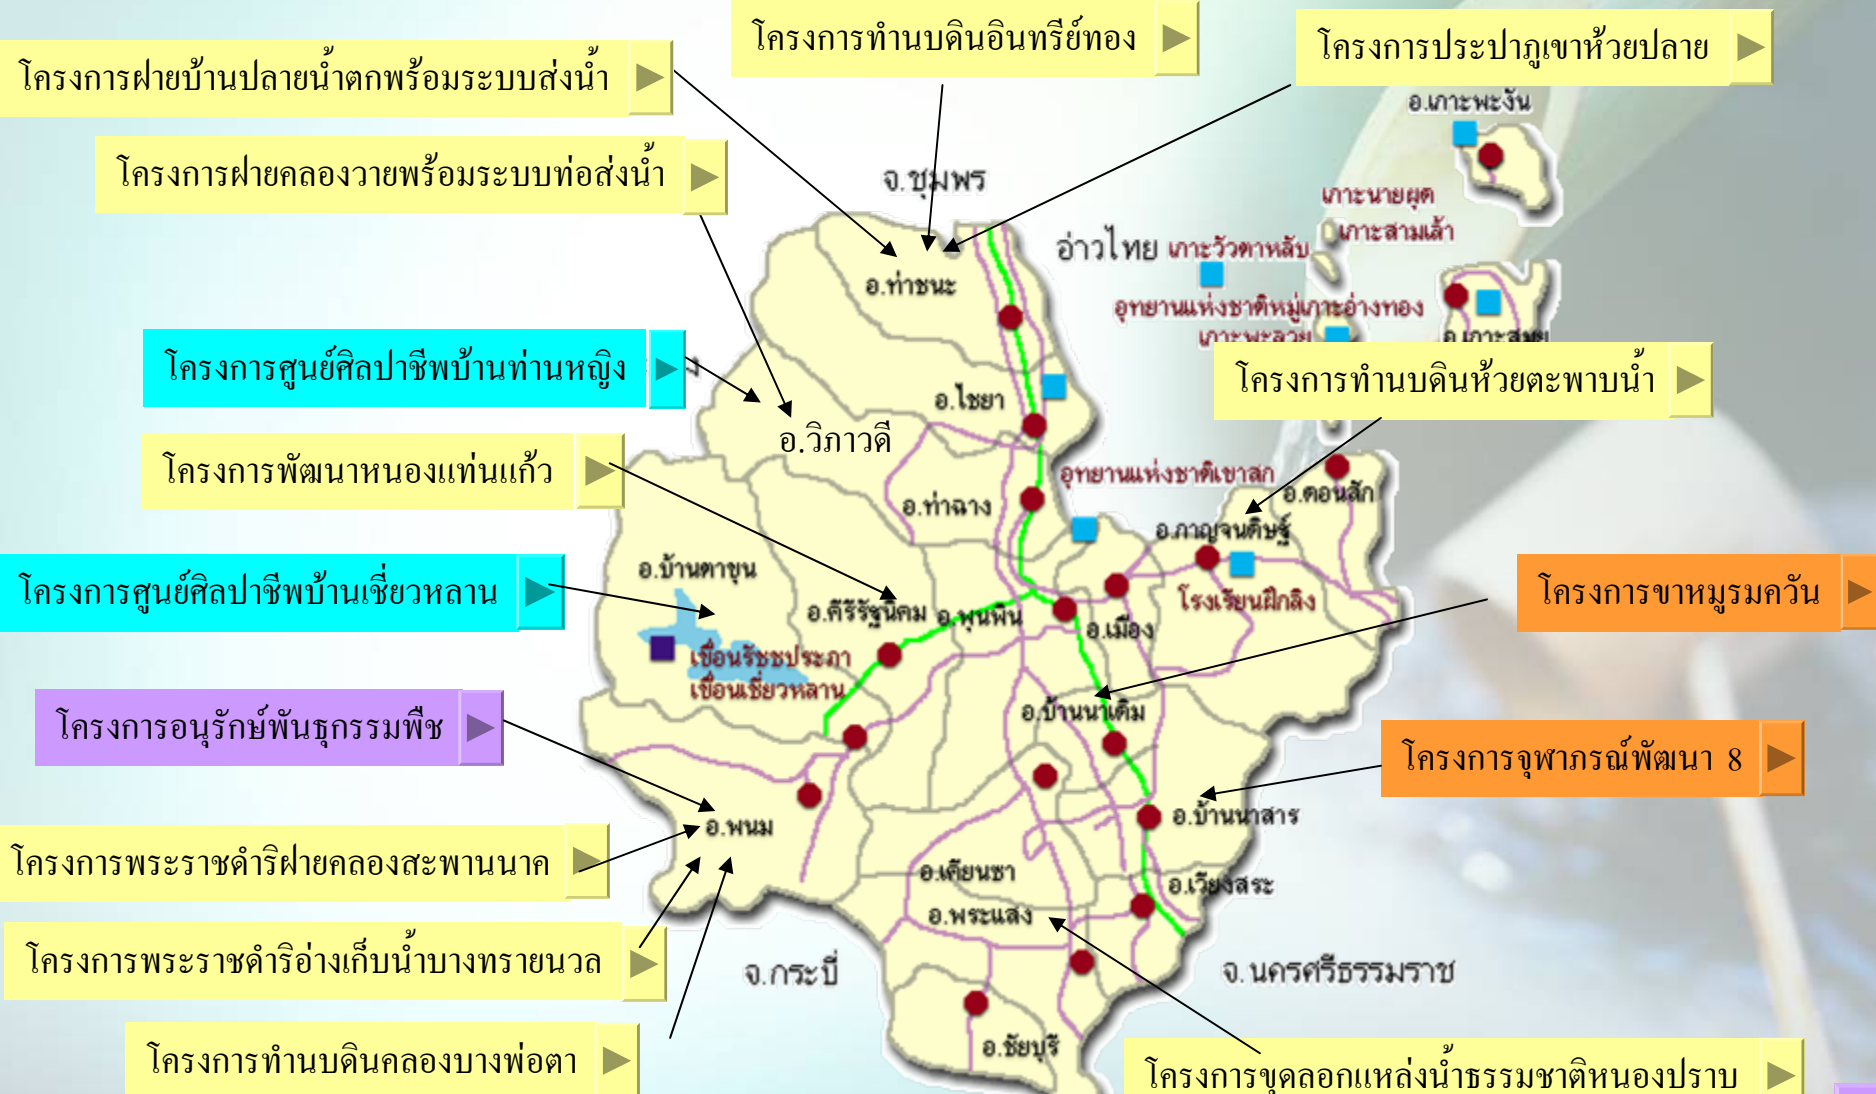 โครงการทำนบดินอินทรีย์ทอง
โครงการประปาภูเขาห้วยปลาย
โครงการฝายบ้านปลายน้ำตกพร้อมระบบส่งน้ำ
อ.เกาะพะงัน
โครงการฝายคลองวายพร้อมระบบท่อส่งน้ำ
จ.ชุมพร
เกาะนายผุด
เกาะสามเส้า
อ่าวไทย
เกาะวัวตาหลับ
อ.ท่าชนะ
อุทยานแห่งชาติหมู่เกาะอ่างทอง
เกาะพะลวย
อ.เกาะสมุย
โครงการศูนย์ศิลปาชีพบ้านท่านหญิง
ง
โครงการทำนบดินห้วยตะพาบน้ำ
อ.ไชยา
อ.วิภาวดี
โครงการพัฒนาหนองแท่นแก้ว
อุทยานแห่งชาติเขาสก
อ.ดอนสัก
อ.ท่าฉาง
อ.กาญจนดิษฐ์
อ.บ้านตาขุน
โครงการศูนย์ศิลปาชีพบ้านเชี่ยวหลาน
โครงการขาหมูรมควัน
โรงเรียนฝึกลิง
อ.คีรีรัฐนิคม
อ.พุนพิน
อ.เมือง
เขื่อนรัชชประภา
เขื่อนเชี่ยวหลาน
อ.บ้านนาเดิม
โครงการอนุรักษ์พันธุกรรมพืช
โครงการจุฬาภรณ์พัฒนา 8
อ.บ้านนาสาร
อ.พนม
โครงการพระราชดำริฝายคลองสะพานนาค
อ.เคียนซา
อ.เวียงสระ
อ.พระแสง
โครงการพระราชดำริอ่างเก็บน้ำบางทรายนวล
จ.กระบี่
จ.นครศรีธรรมราช
อ.ชัยบุรี
โครงการทำนบดินคลองบางพ่อตา
โครงการขุดลอกแหล่งน้ำธรรมชาติหนองปราบ